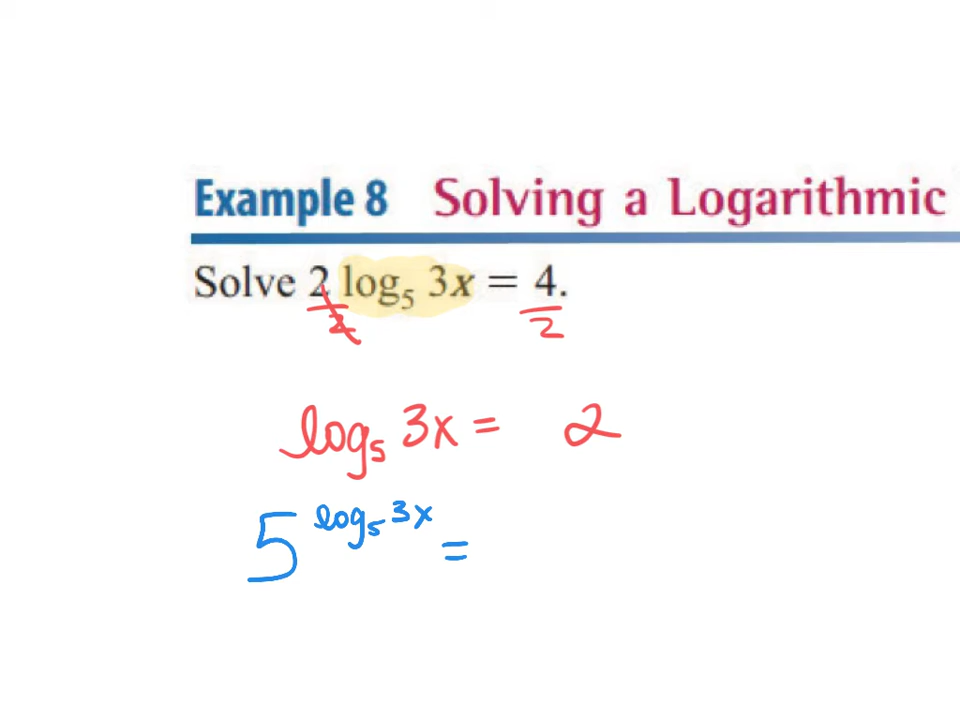 Example 8 Solving a Logarithmic
Solve 2 log₅ 3x = 4.
2 2
log₅ 3x = 2
5^(log₅ 3x) =